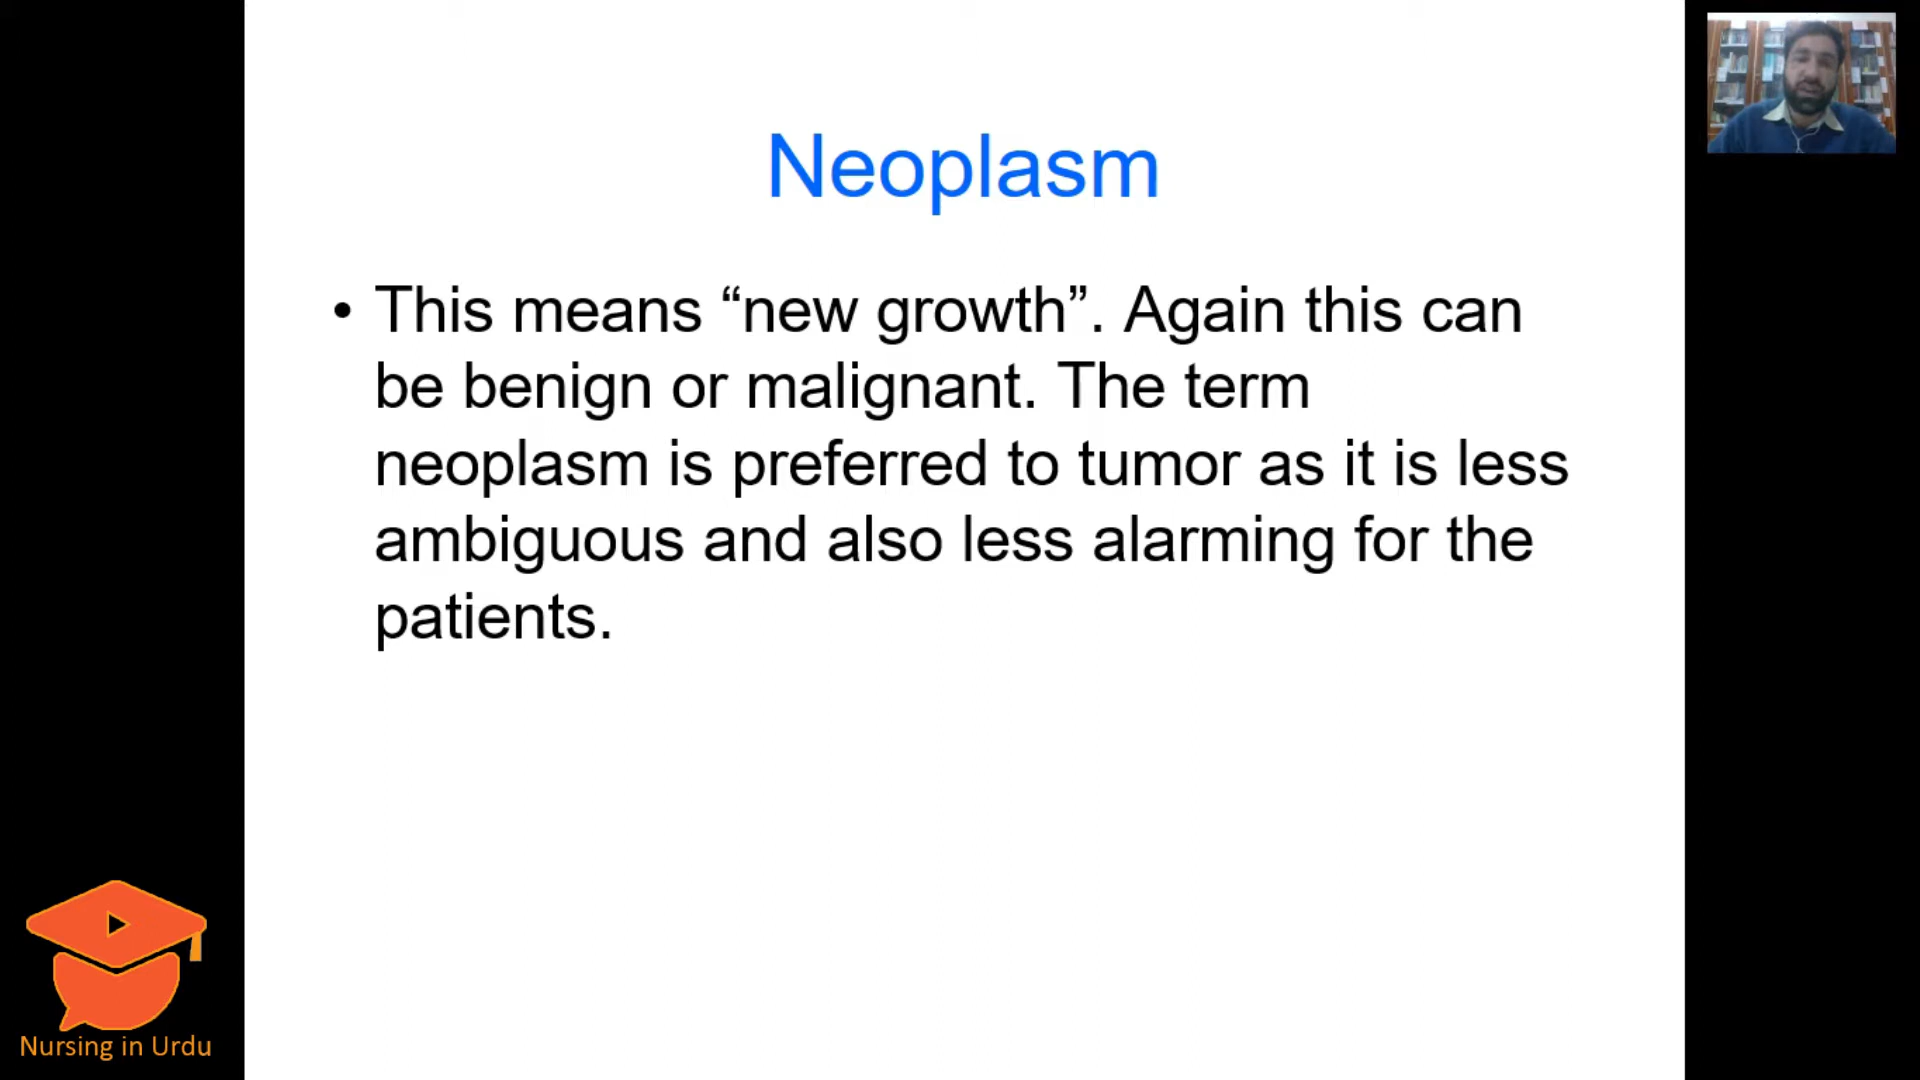 Neoplasm
• This means “new growth”. Again this can
be benign or malignant. The term
neoplasm is preferred to tumor as it is less
ambiguous and also less alarming for the
patients.
Nursing in Urdu